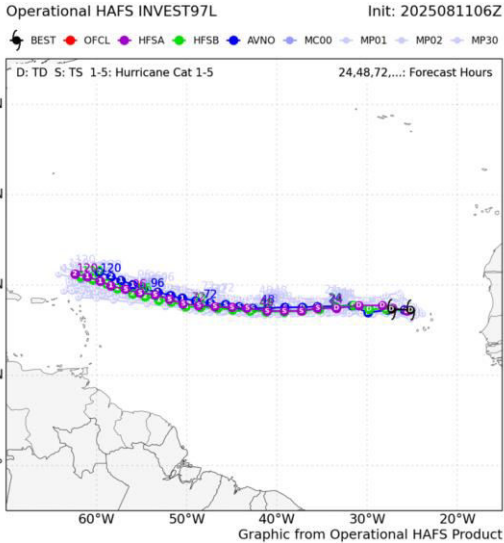 Operational HAFS INVEST97L Init: 2025081106Z
BEST OFCL HFSA HFSB AVNO MC00 MP01 MP02 MP30
D: TD S: TS 1-5: Hurricane Cat 1-5 24,48,72,...: Forecast Hours
120 120
96
72
48
24
60°W 50°W 40°W 30°W 20°W
Graphic from Operational HAFS Product